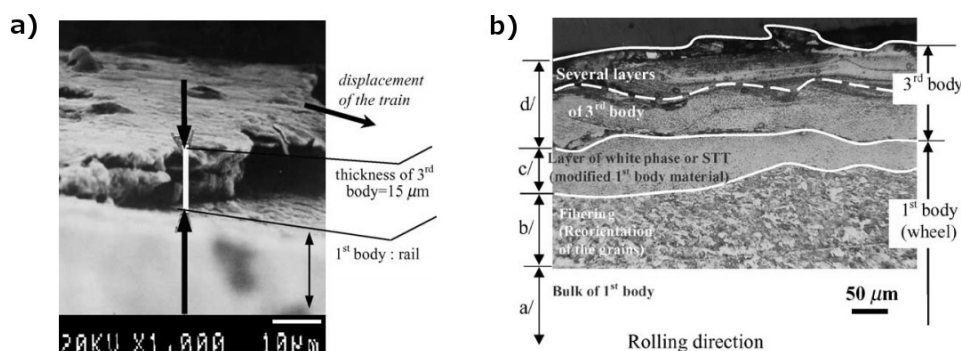 a)
displacement
of the train
thickness of 3rd
body=15 μm
1st body : rail
20KV X1,000 10μm
b)
Several layers
of 3rd body
Layer of white phase or STT
(modified 1st body material)
Fibering
(Reorientation
of the grains)
Bulk of 1st body
d/
c/
b/
a/
3rd body
1st body
(wheel)
50 μm
Rolling direction